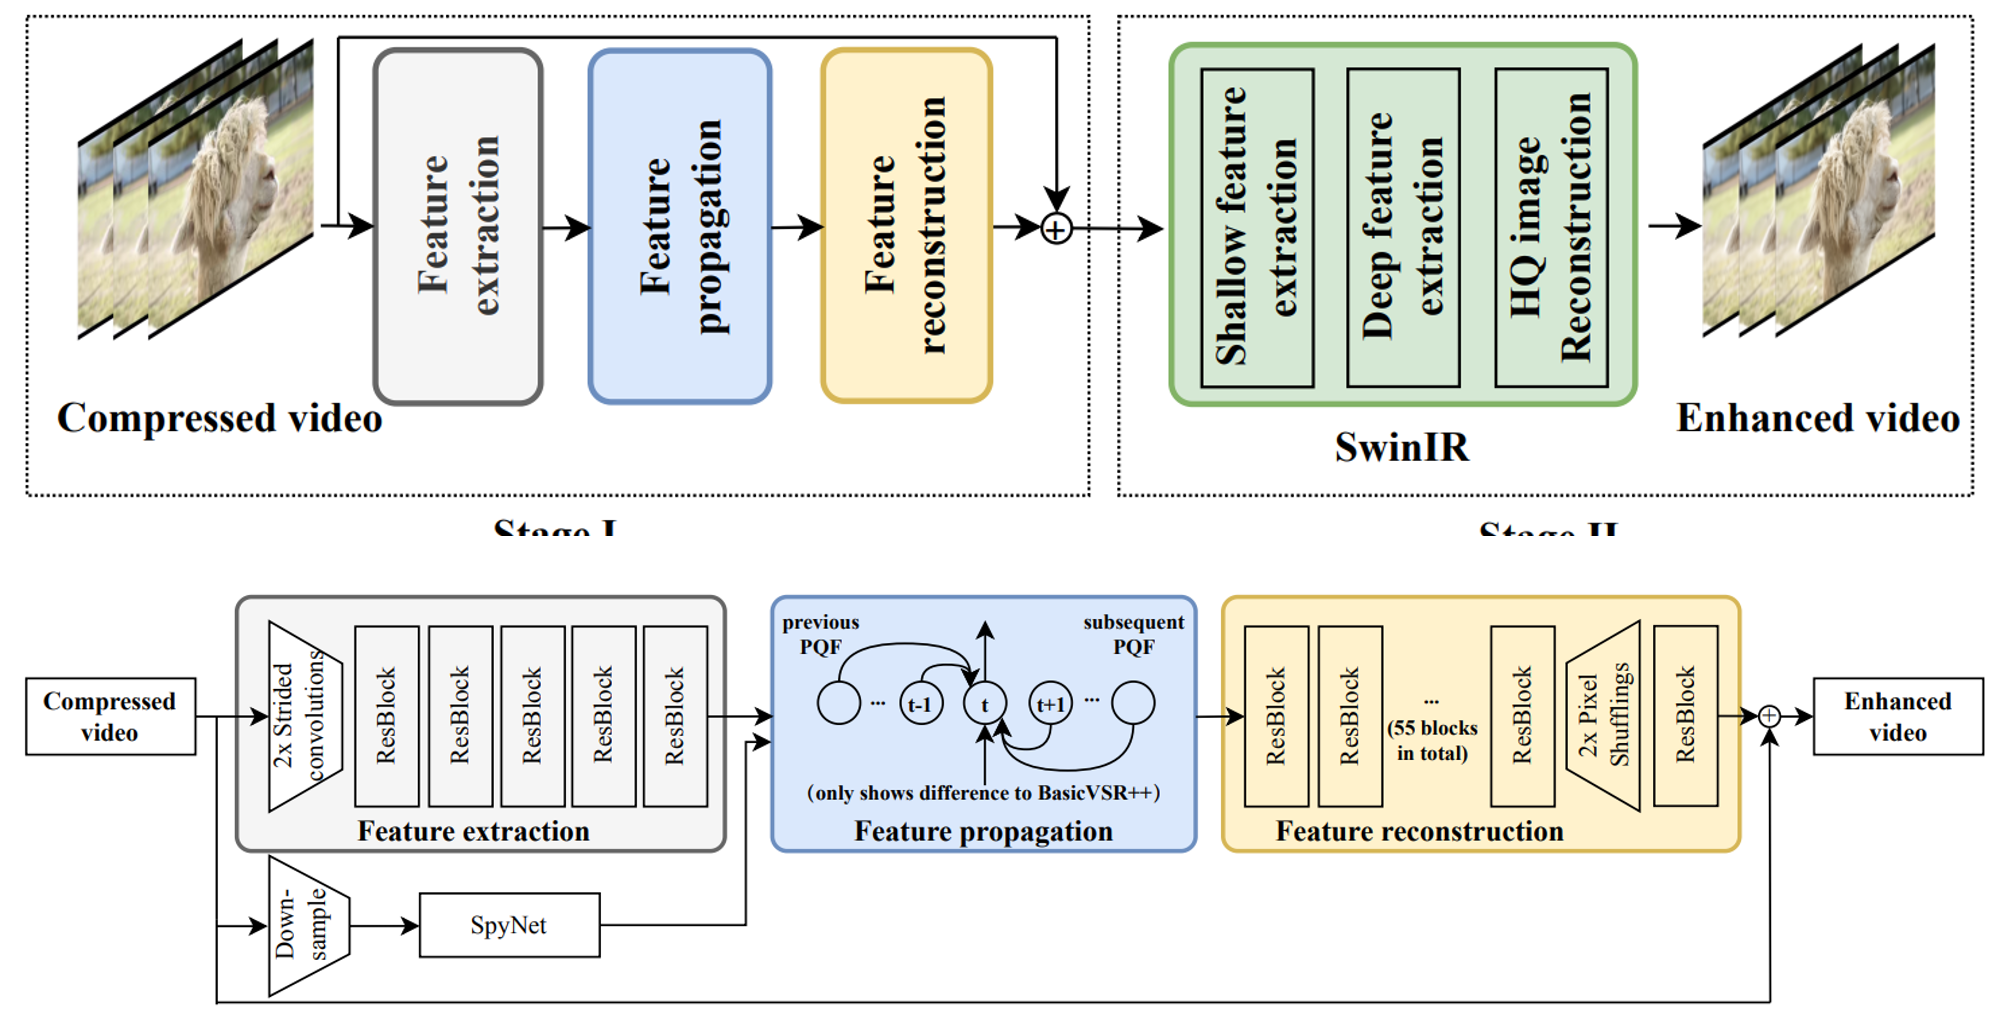 Compressed video
Feature
extraction
Feature
propagation
Feature
reconstruction
+
Shallow feature
extraction
Deep feature
extraction
HQ image
Reconstruction
SwinIR
Enhanced video
Stage I
Stage II
Compressed
video
2x Strided
convolutions
ResBlock
ResBlock
ResBlock
ResBlock
ResBlock
Feature extraction
Down-
sample
SpyNet
previous
PQF
subsequent
PQF
... t-1 t t+1 ...
(only shows difference to BasicVSR++)
Feature propagation
ResBlock
ResBlock
...
(55 blocks
in total)
ResBlock
2x Pixel
Shufflings
ResBlock
Feature reconstruction
+
Enhanced
video